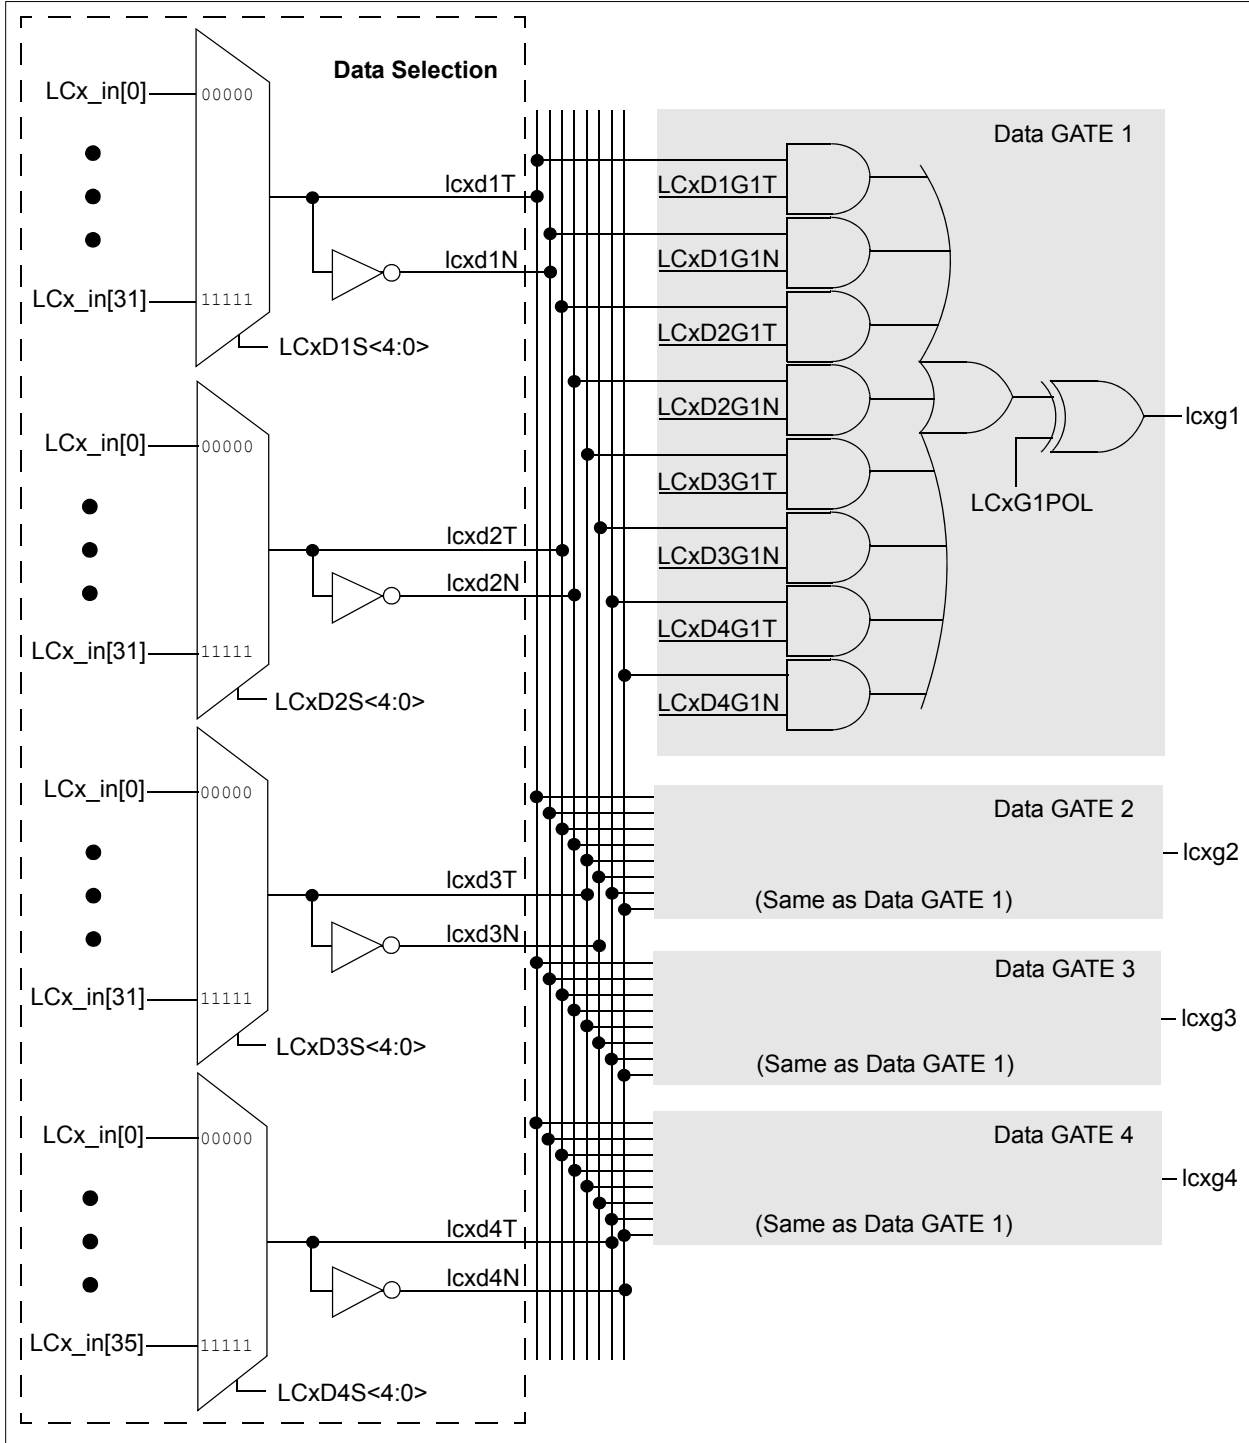 Data Selection
LCx_in[0]
00000
LCx_in[31]
11111
LCxD1S<4:0>
lcxd1T
lcxd1N
LCx_in[0]
00000
LCx_in[31]
11111
LCxD2S<4:0>
lcxd2T
lcxd2N
LCx_in[0]
00000
LCx_in[31]
11111
LCxD3S<4:0>
lcxd3T
lcxd3N
LCx_in[0]
00000
LCx_in[35]
11111
LCxD4S<4:0>
lcxd4T
lcxd4N
Data GATE 1
LCxD1G1T
LCxD1G1N
LCxD2G1T
LCxD2G1N
LCxD3G1T
LCxD3G1N
LCxD4G1T
LCxD4G1N
LCxG1POL
lcxg1
Data GATE 2
(Same as Data GATE 1)
lcxg2
Data GATE 3
(Same as Data GATE 1)
lcxg3
Data GATE 4
(Same as Data GATE 1)
lcxg4